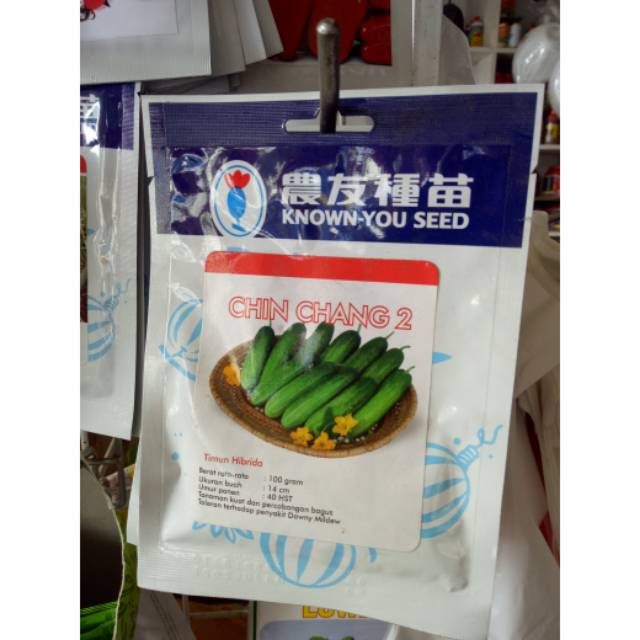 農友種苗
KNOWN-YOU SEED
CHIN CHANG 2
Timun Hibrida
Berat rata-rata : 100 gram
Ukuran buah : 14 cm
Umur panen : 40 HST
Tanaman kuat dan percabangan bagus
Toleran terhadap penyakit Downy Mildew